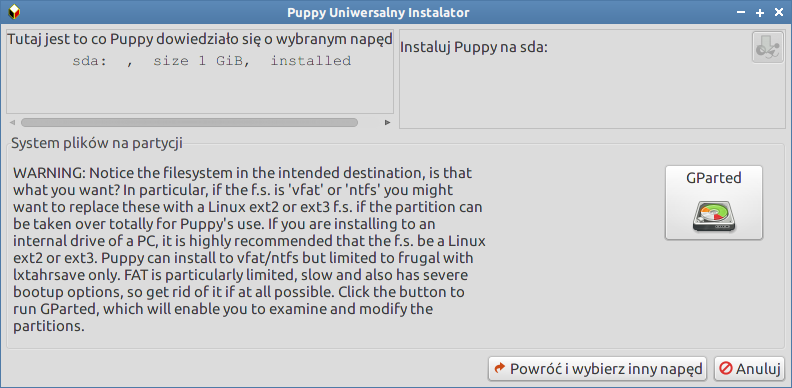 Puppy Uniwersalny Instalator
Tutaj jest to co Puppy dowiedziało się o wybranym napęd
sda: , size 1 GiB, installed
Instaluj Puppy na sda:
System plików na partycji
WARNING: Notice the filesystem in the intended destination, is that
what you want? In particular, if the f.s. is 'vfat' or 'ntfs' you might
want to replace these with a Linux ext2 or ext3 f.s. if the partition can
be taken over totally for Puppy's use. If you are installing to an
internal drive of a PC, it is highly recommended that the f.s. be a Linux
ext2 or ext3. Puppy can install to vfat/ntfs but limited to frugal with
lxtahrsave only. FAT is particularly limited, slow and also has severe
bootup options, so get rid of it if at all possible. Click the button to
run GParted, which will enable you to examine and modify the
partitions.
GParted
Powróć i wybierz inny napęd
Anuluj